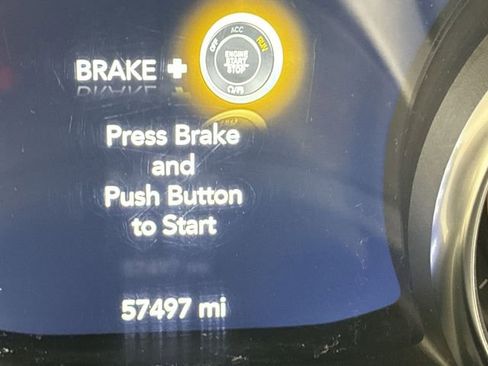 OFF ACC RUN
ENGINE
START
STOP
BRAKE +
Press Brake
and
Push Button
to Start
57497 mi